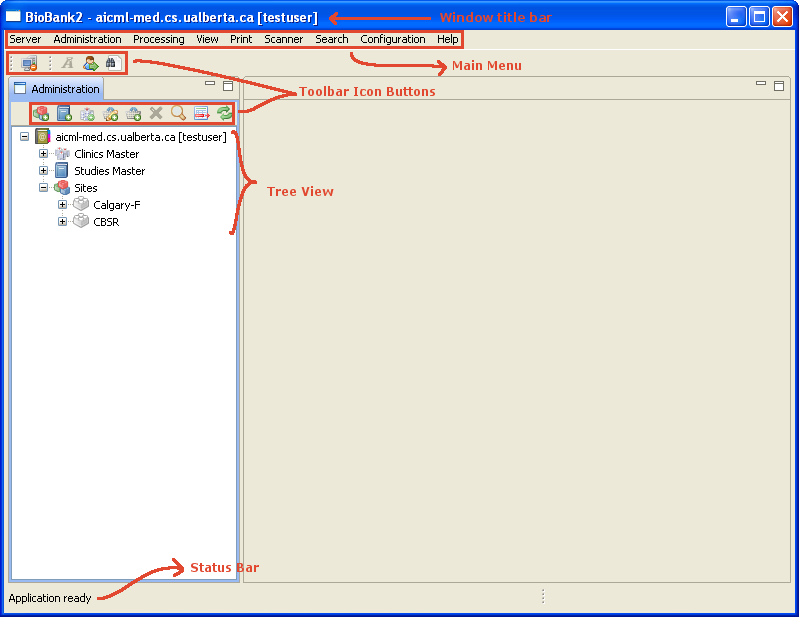 BioBank2 - aicml-med.cs.ualberta.ca [testuser] Window title bar
Server Administration Processing View Print Scanner Search Configuration Help
Main Menu
Administration
Toolbar Icon Buttons
aicml-med.cs.ualberta.ca [testuser]
Clinics Master
Studies Master
Sites
Tree View
Calgary-F
CBSR
Status Bar
Application ready